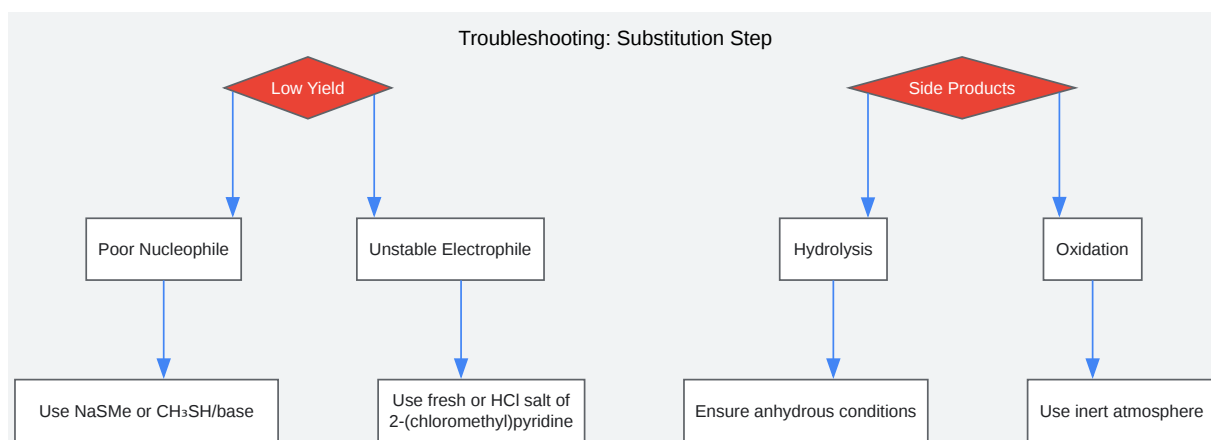 Troubleshooting: Substitution Step
Low Yield
Side Products
Poor Nucleophile
Unstable Electrophile
Hydrolysis
Oxidation
Use NaSMe or CH₃SH/base
Use fresh or HCl salt of
2-(chloromethyl)pyridine
Ensure anhydrous conditions
Use inert atmosphere